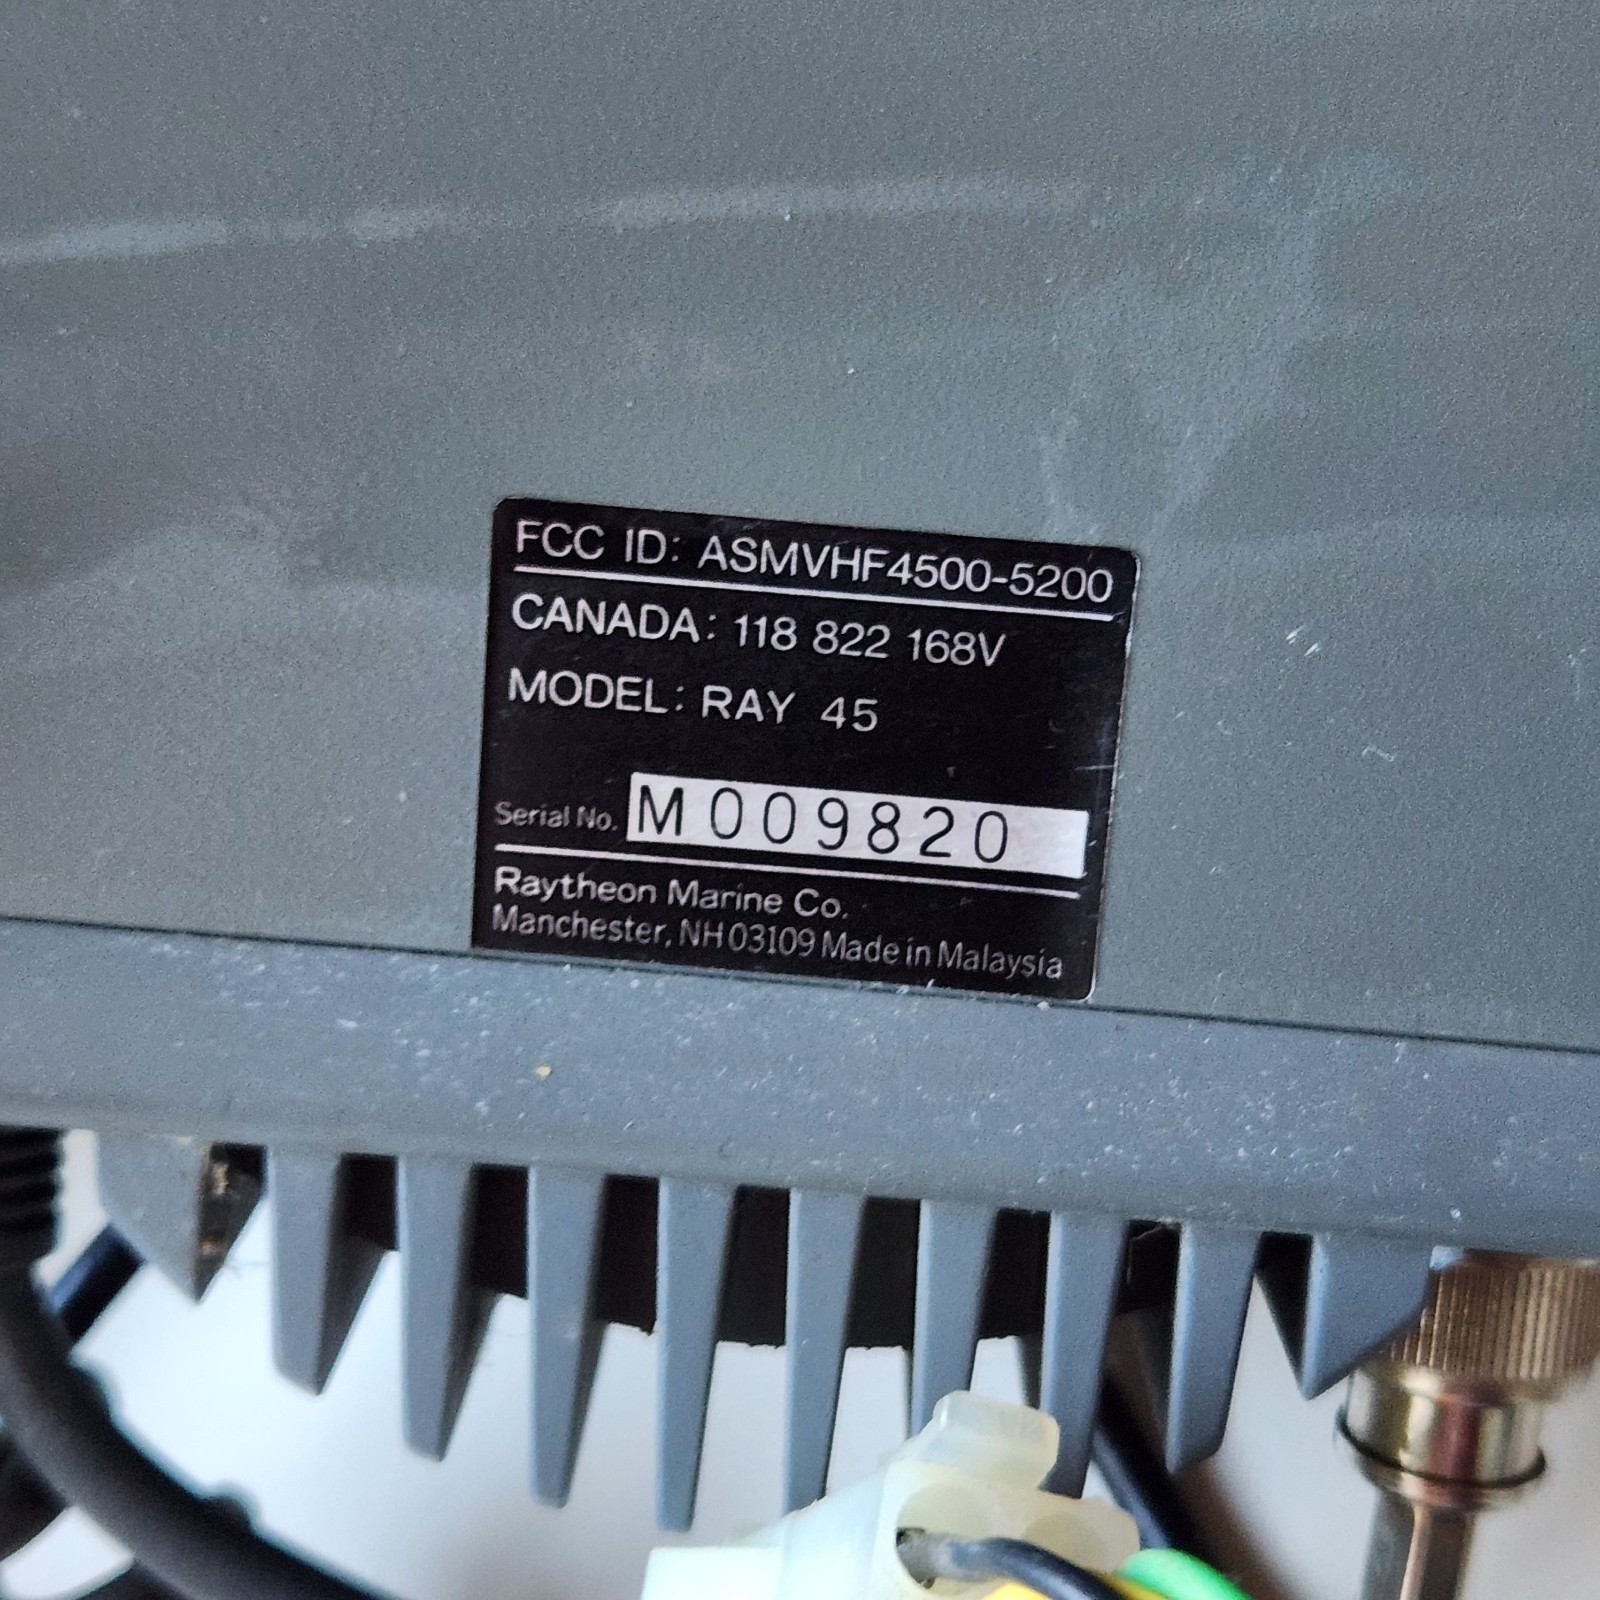 FCC ID: ASMVHF4500-5200
CANADA: 118 822 168V
MODEL: RAY 45
Serial No. M009820
Raytheon Marine Co.
Manchester, NH 03109 Made in Malaysia